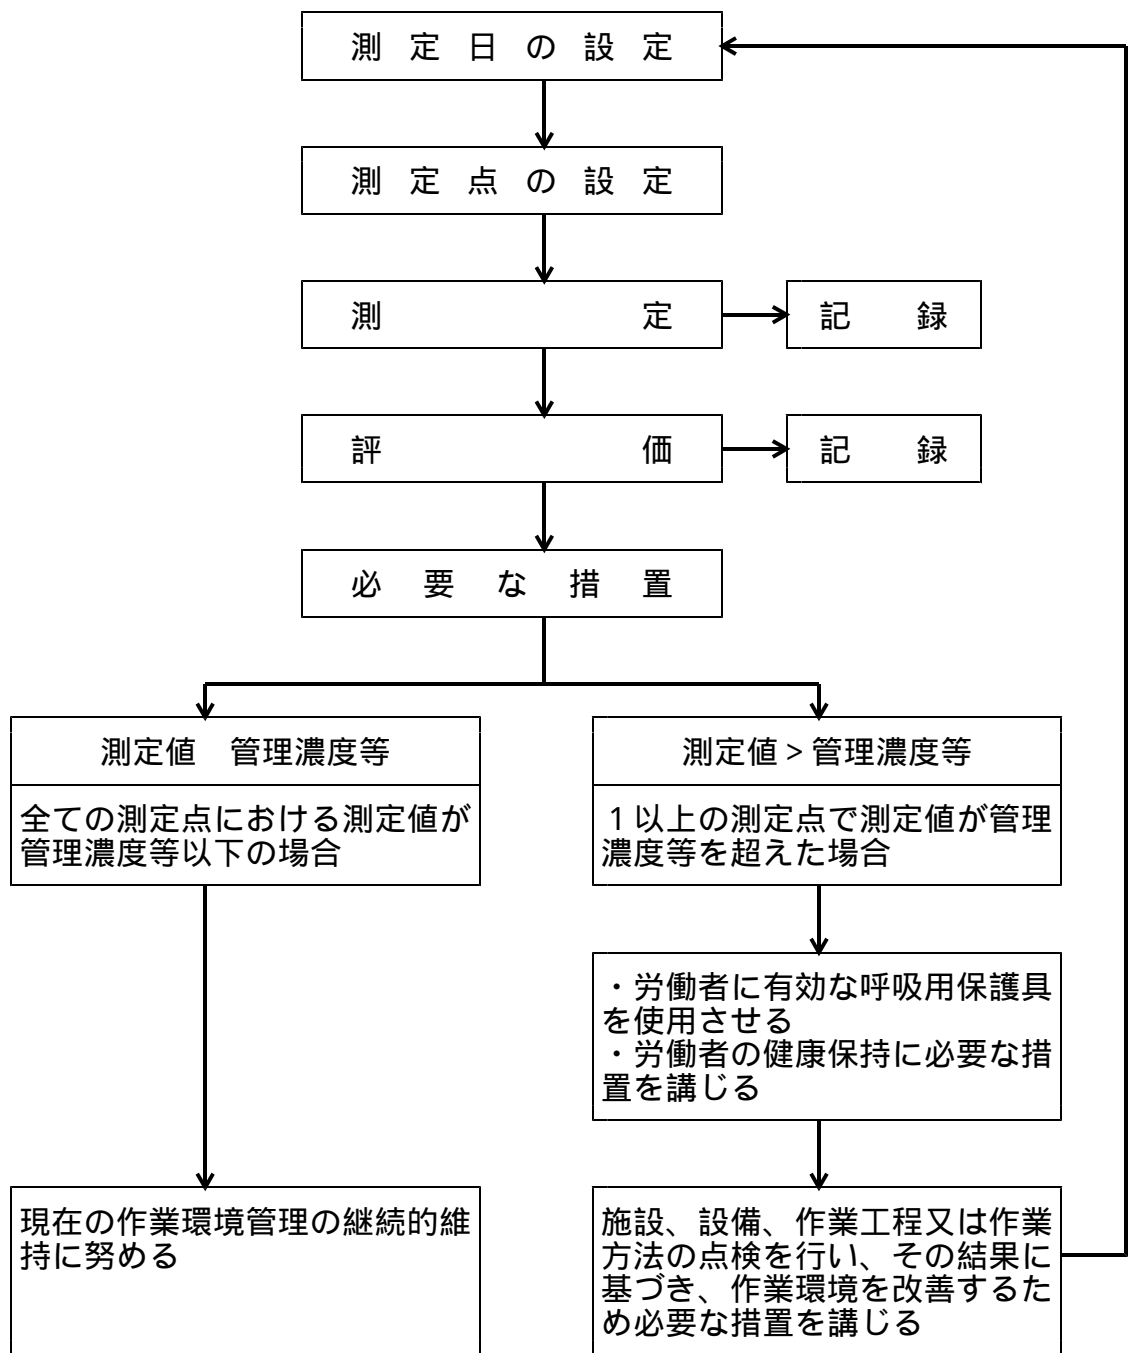 測定日の設定
測定点の設定
測定
記録
評価
記録
必要な措置
測定値　管理濃度等
全ての測定点における測定値が
管理濃度等以下の場合
測定値＞管理濃度等
１以上の測定点で測定値が管理
濃度等を超えた場合
・労働者に有効な呼吸用保護具
を使用させる
・労働者の健康保持に必要な措
置を講じる
現在の作業環境管理の継続的維
持に努める
施設、設備、作業工程又は作業
方法の点検を行い、その結果に
基づき、作業環境を改善するた
め必要な措置を講じる